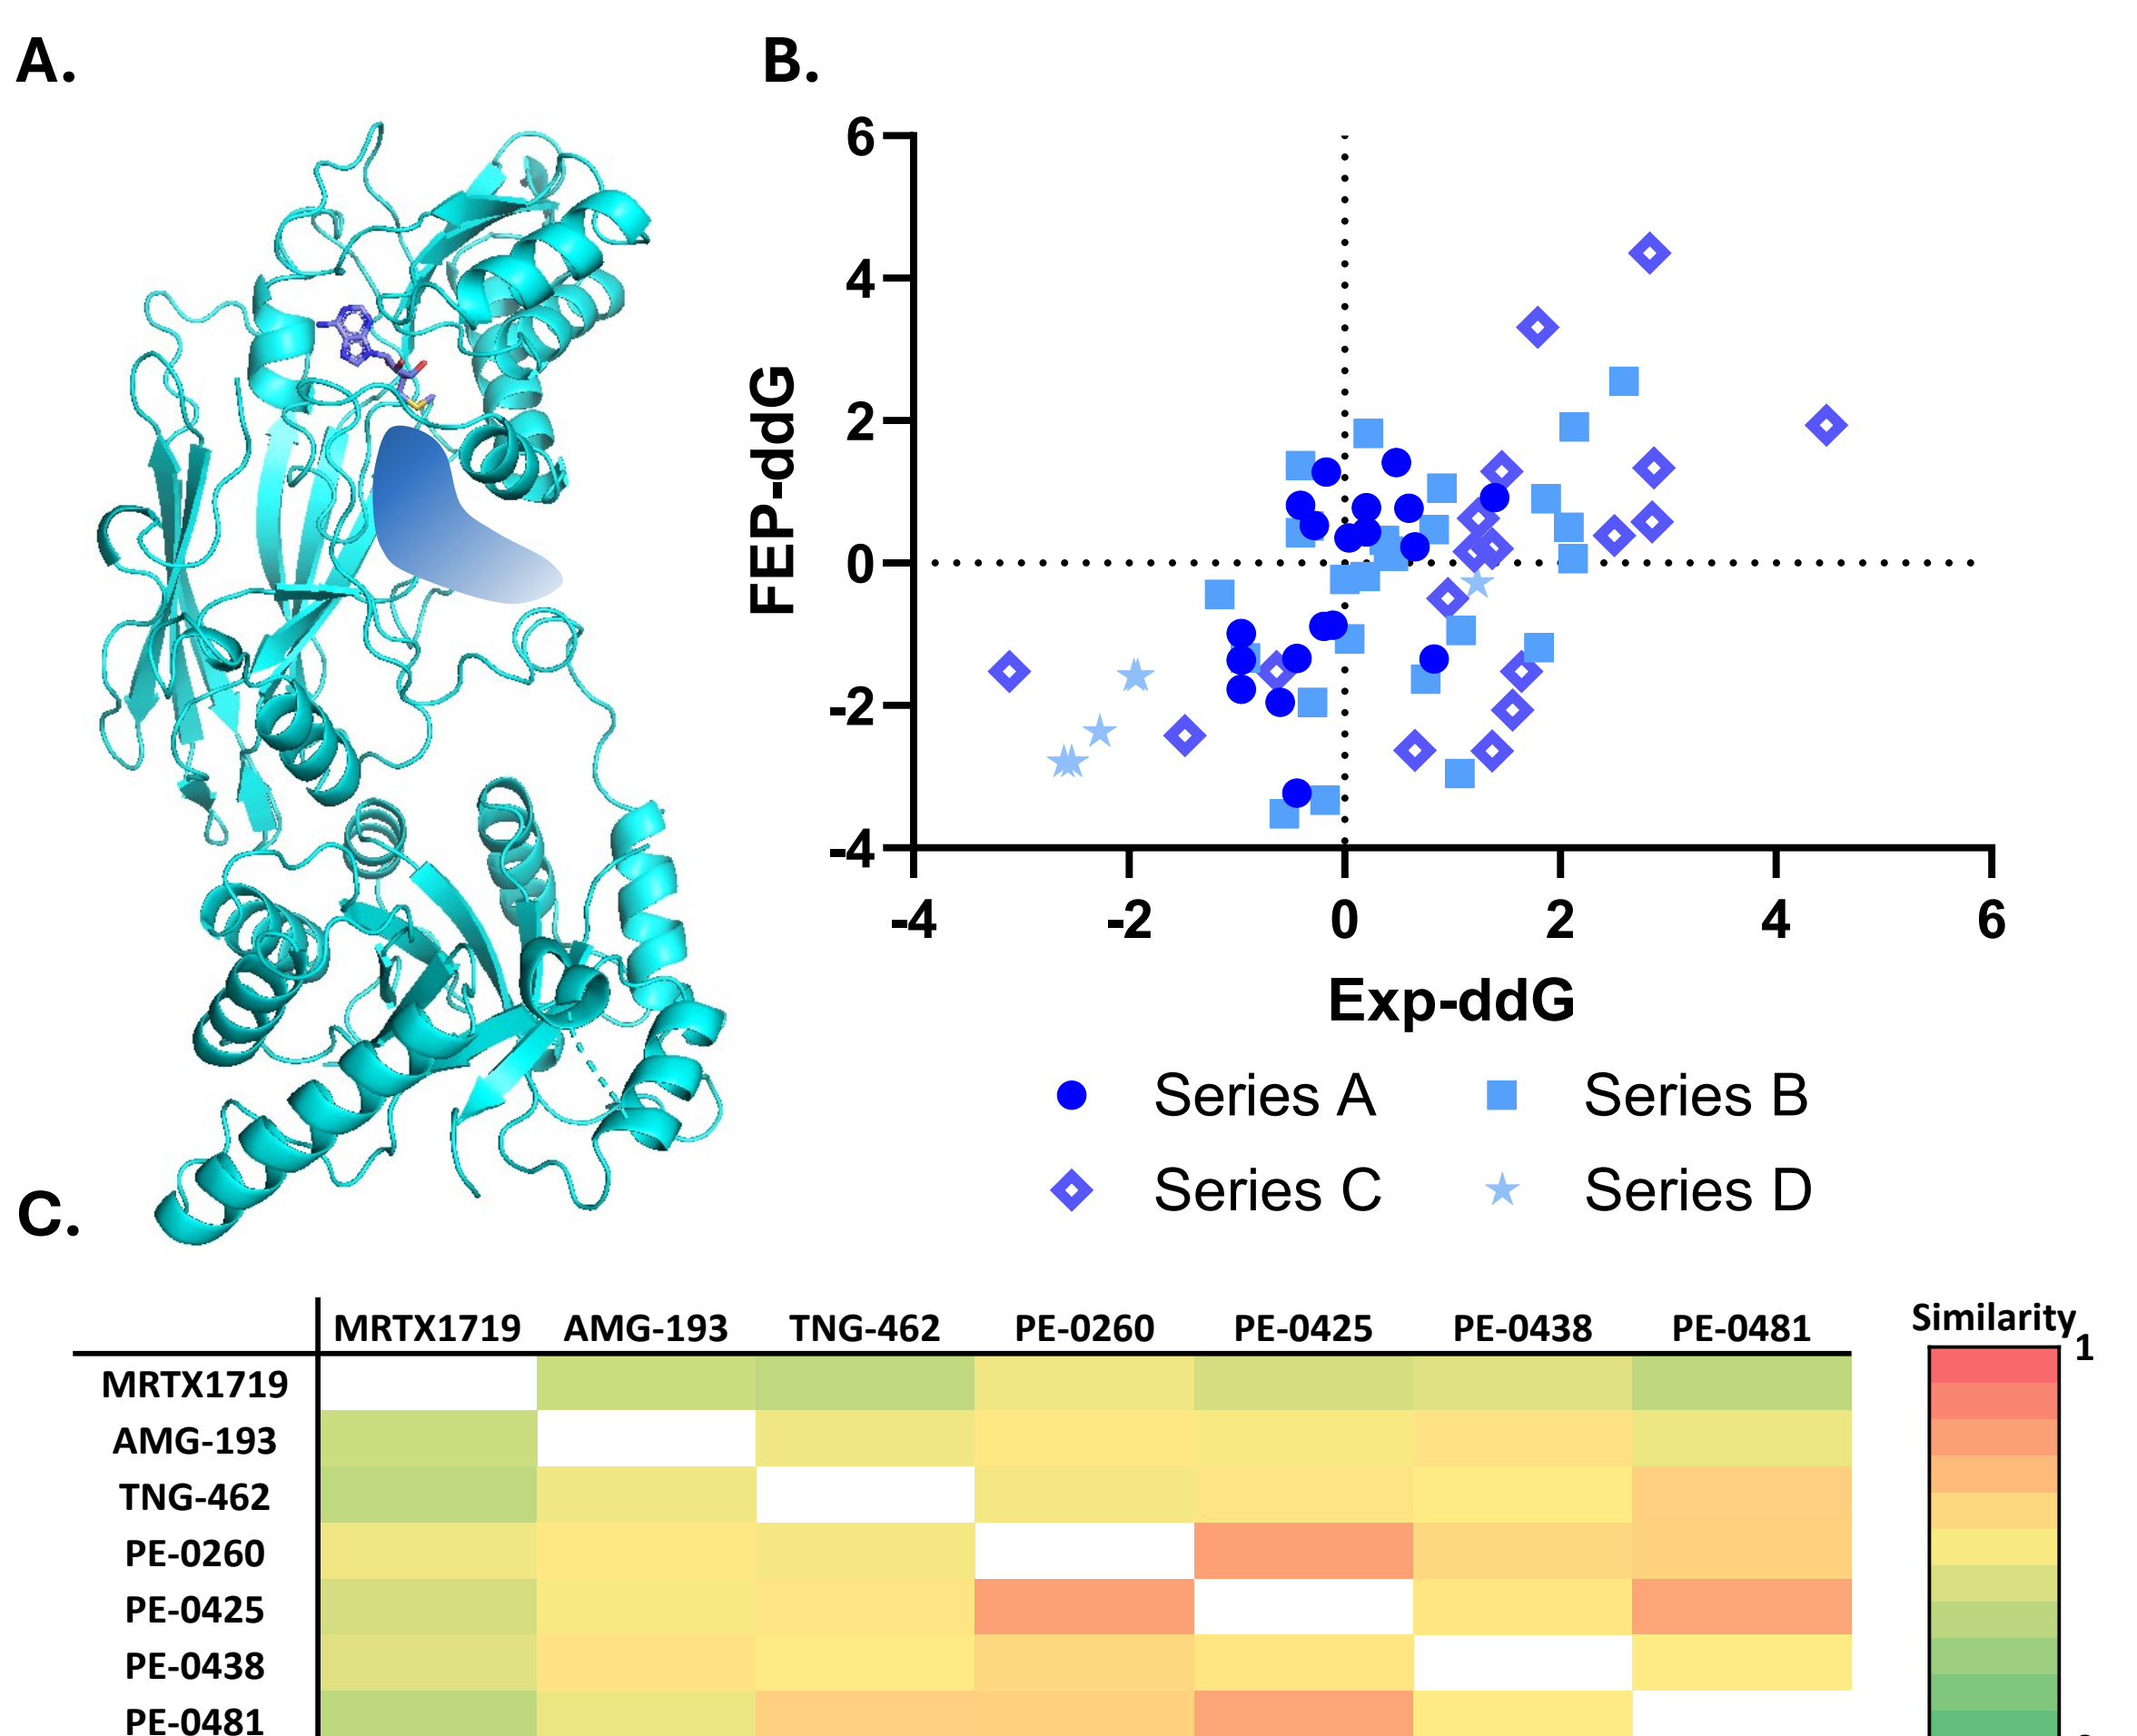 A.
B.
6
4
2
0
-2
-4
FEP-ddG
-4 -2 0 2 4 6
Exp-ddG
Series A Series B
Series C Series D
C.
MRTX1719 AMG-193 TNG-462 PE-0260 PE-0425 PE-0438 PE-0481
Similarity
1
MRTX1719
AMG-193
TNG-462
PE-0260
PE-0425
PE-0438
PE-0481